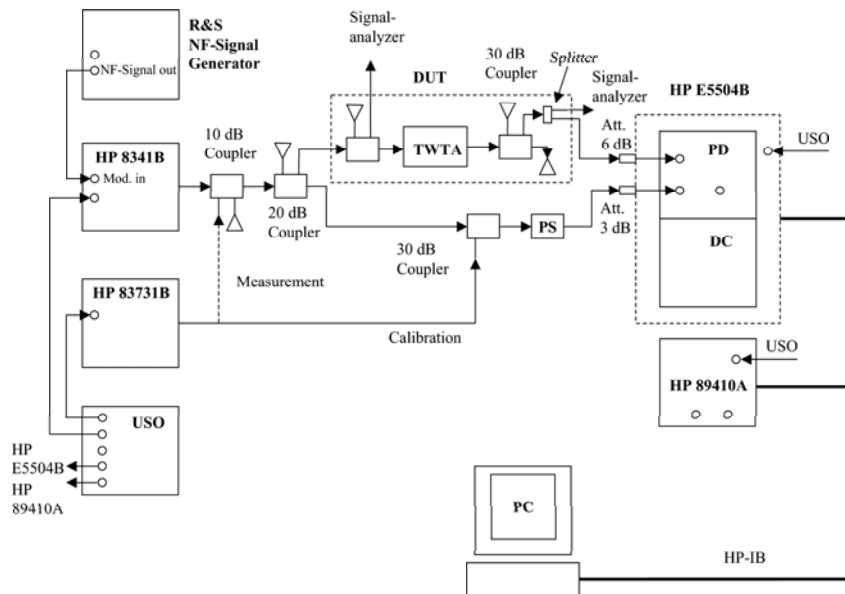 R&S
NF-Signal
Generator
NF-Signal out
Signal-
analyzer
DUT
30 dB
Coupler
Splitter
Signal-
analyzer
HP E5504B
10 dB
Coupler
HP 8341B
Mod. in
TWTA
Att.
6 dB
PD
USO
20 dB
Coupler
30 dB
Coupler
PS
Att.
3 dB
DC
HP 83731B
Measurement
Calibration
USO
HP 89410A
USO
HP
E5504B
HP
89410A
PC
HP-IB